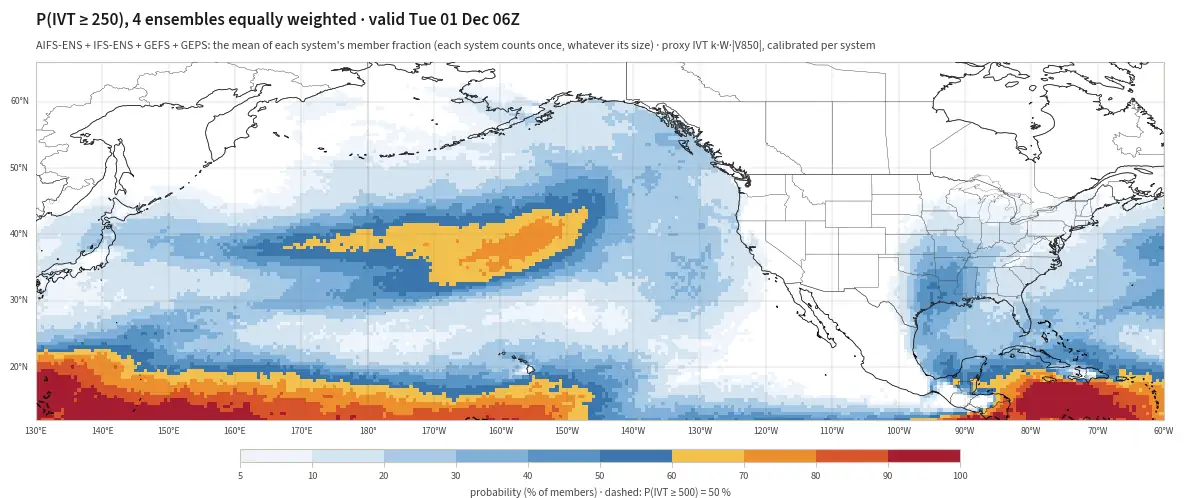 P(IVT ≥ 250), 4 ensembles equally weighted · valid Tue 01 Dec 06Z
AIFS-ENS + IFS-ENS + GEFS + GEPS: the mean of each system's member fraction (each system counts once, whatever its size) · proxy IVT k·W·|V850|, calibrated per system
60°N
50°N
40°N
30°N
20°N
130°E 140°E 150°E 160°E 170°E 180° 170°W 160°W 150°W 140°W 130°W 120°W 110°W 100°W 90°W 80°W 70°W 60°W
5 10 20 30 40 50 60 70 80 90 100
probability (% of members) · dashed: P(IVT ≥ 500) = 50 %